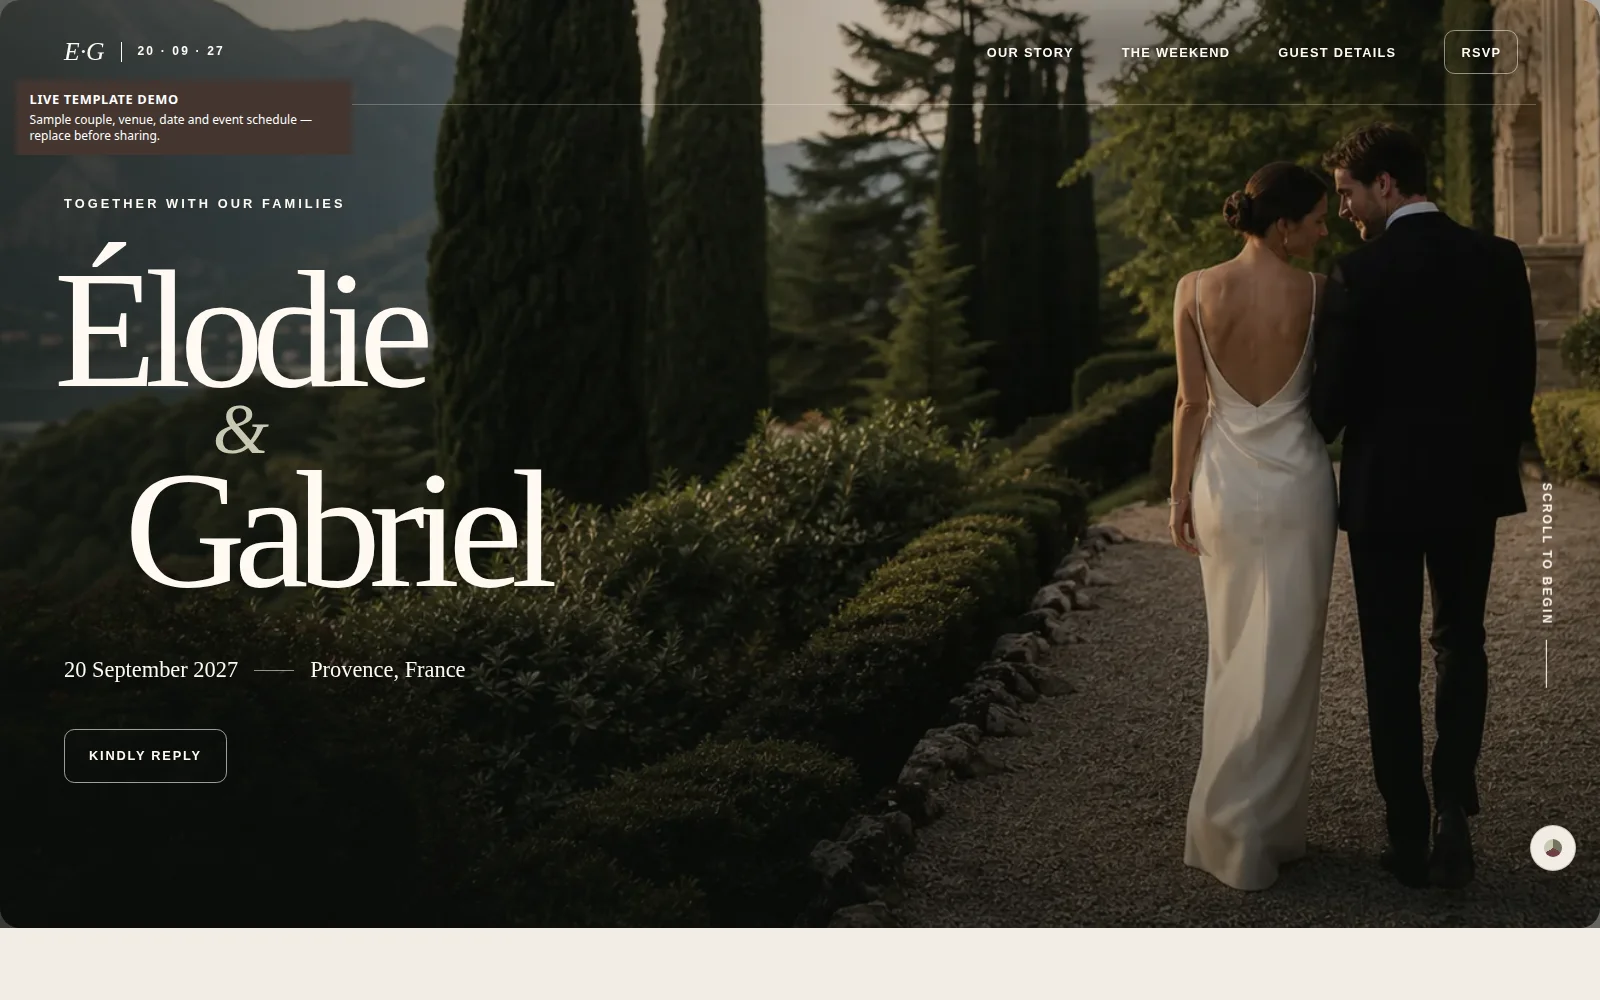 E·G
20 · 09 · 27
OUR STORY
THE WEEKEND
GUEST DETAILS
RSVP
LIVE TEMPLATE DEMO
Sample couple, venue, date and event schedule —
replace before sharing.
TOGETHER WITH OUR FAMILIES
Élodie
&
Gabriel
20 September 2027
Provence, France
KINDLY REPLY
SCROLL TO BEGIN